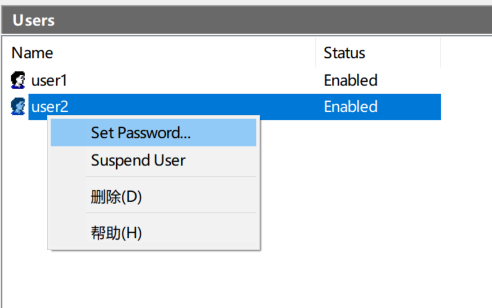 Users
Name Status
user1 Enabled
user2 Enabled
Set Password...
Suspend User
删除(D)
帮助(H)